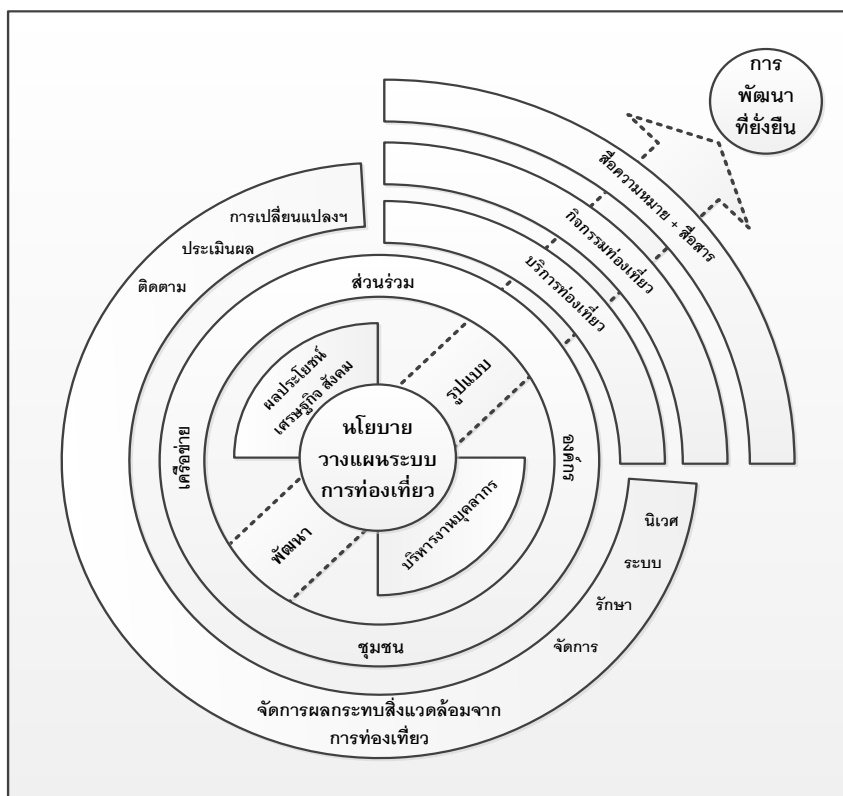 การ
พัฒนา
ที่ยั่งยืน
สื่อความหมาย + สื่อสาร
กิจกรรมท่องเที่ยว
บริการท่องเที่ยว
การเปลี่ยนแปลงฯ
ประเมินผล
ติดตาม
ส่วนร่วม
ผลประโยชน์
เศรษฐกิจ สังคม
รูปแบบ
นโยบาย
วางแผนระบบ
การท่องเที่ยว
เครือข่าย
องค์กร
พัฒนา
บริหารงานบุคลากร
นิเวศ
ระบบ
รักษา
จัดการ
ชุมชน
จัดการผลกระทบสิ่งแวดล้อมจาก
การท่องเที่ยว